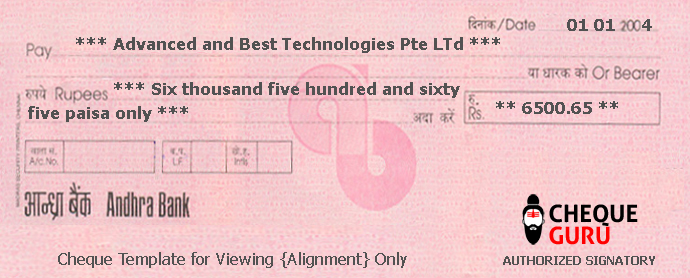 दिनांक/Date 01 01 2004
Pay *** Advanced and Best Technologies Pte LTd ***
या धारक को Or Bearer
रुपये Rupees *** Six thousand five hundred and sixty
five paisa only ***
अदा करें रु. Rs. ** 6500.65 **
A/c.No. LF
आन्ध्रा बैंक Andhra Bank
CHEQUE
GURU
Cheque Template for Viewing {Alignment} Only
AUTHORIZED SIGNATORY